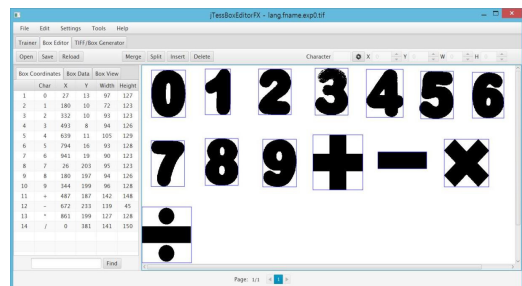 jTessBoxEditorFX - lang.fname.exp0.tif
File Edit Settings Tools Help
Trainer Box Editor TIFF/Box Generator
Open Save Reload Merge Split Insert Delete Character X 0 Y 0 W 0 H 0
Box Coordinates Box Data Box View
Char X Y Width Height
1 0 27 13 97 127
2 1 180 10 72 123
3 2 332 10 93 123
4 3 493 8 94 126
5 4 639 11 105 129
6 5 794 16 93 128
7 6 941 19 90 123
8 7 26 203 95 123
9 8 180 197 94 126
10 9 344 199 96 128
11 + 487 187 142 148
12 - 672 233 139 45
13 * 861 199 127 128
14 / 0 381 141 150
Find
0 1 2 3 4 5 6
7 8 9 + − ×
÷
Page: 1/1 1